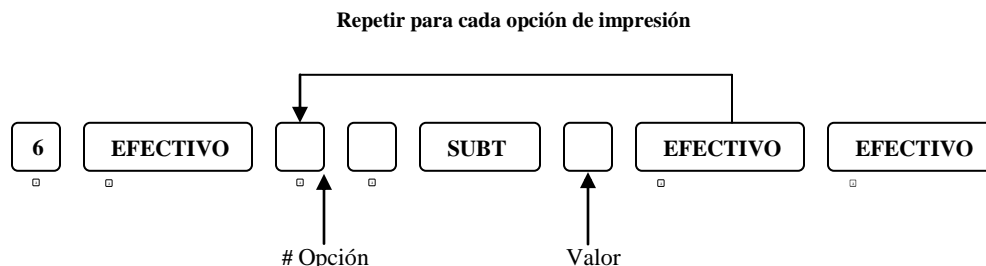 Repetir para cada opción de impresión
6 EFECTIVO SUBT EFECTIVO EFECTIVO
# Opción Valor